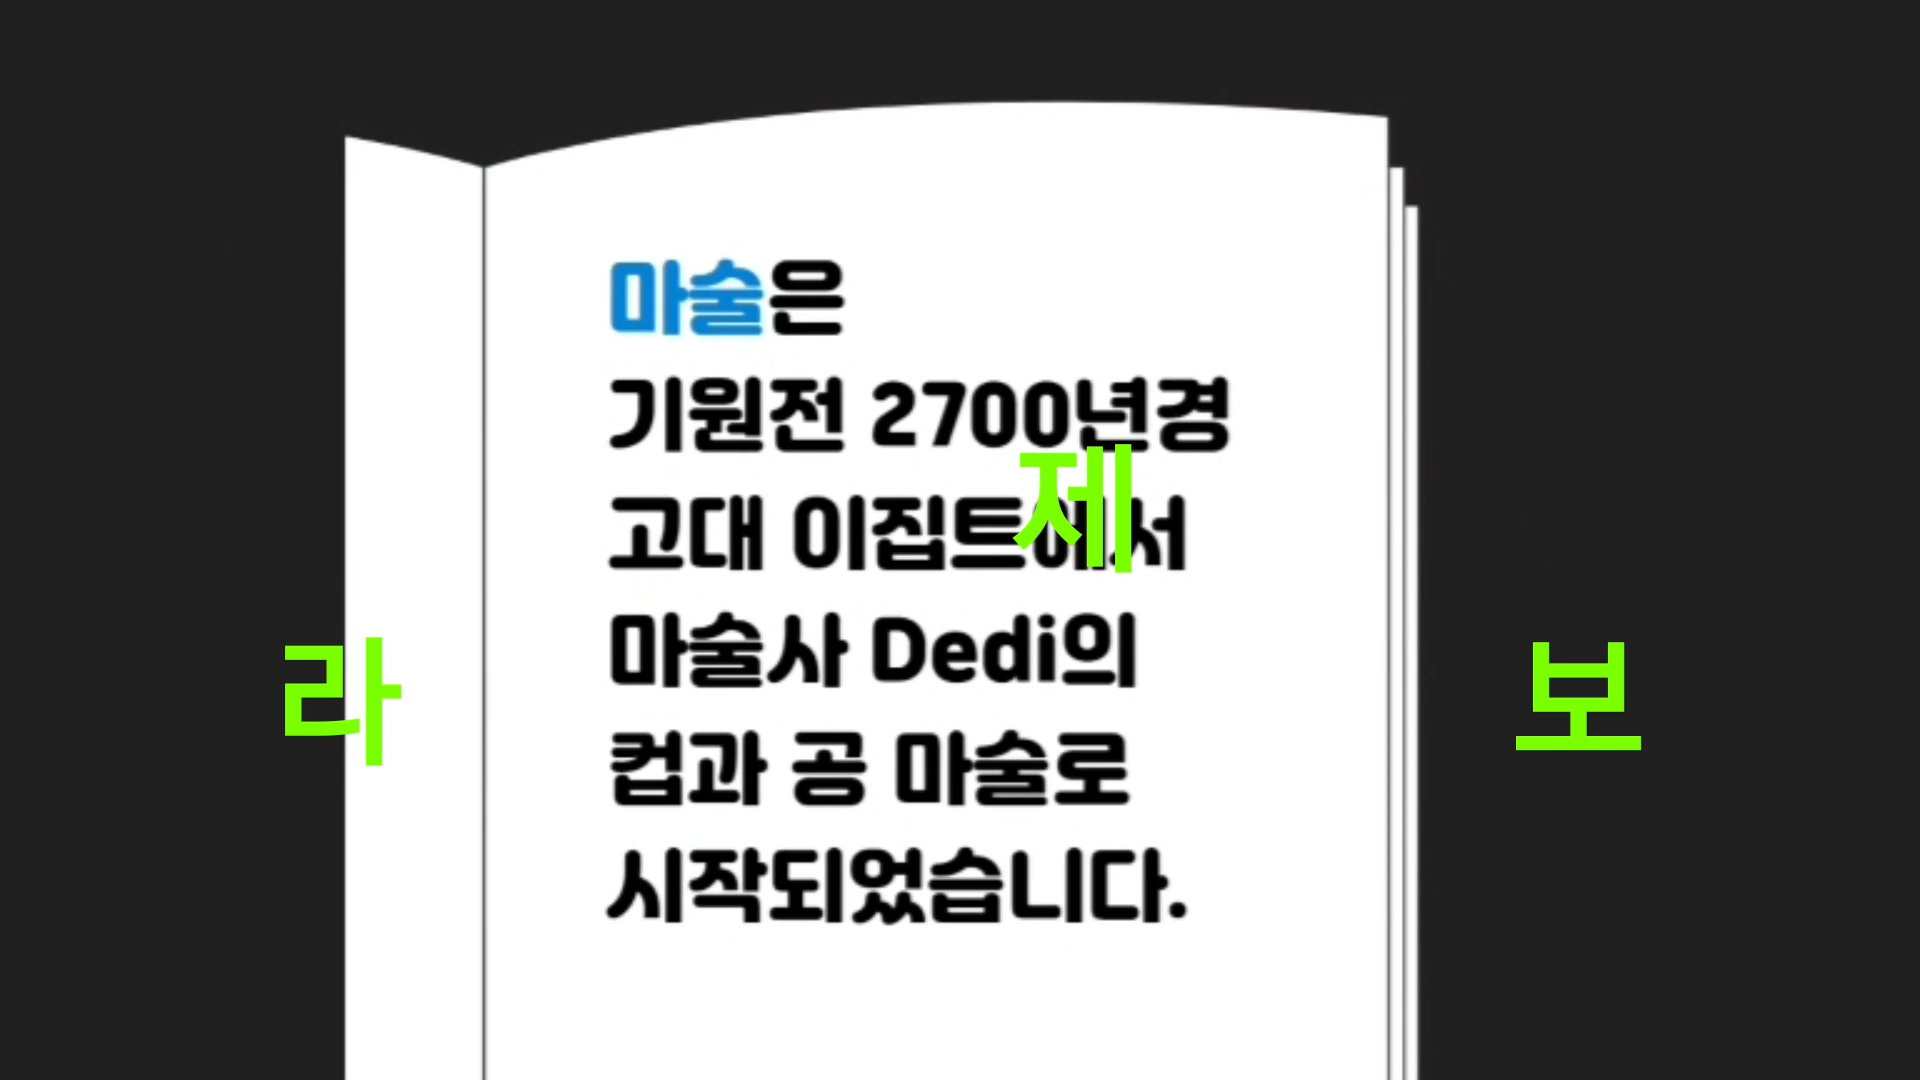 마술은
기원전 2700년경
제
고대 이집트에서
마술사 Dedi의
라
보
컵과 공 마술로
시작되었습니다.